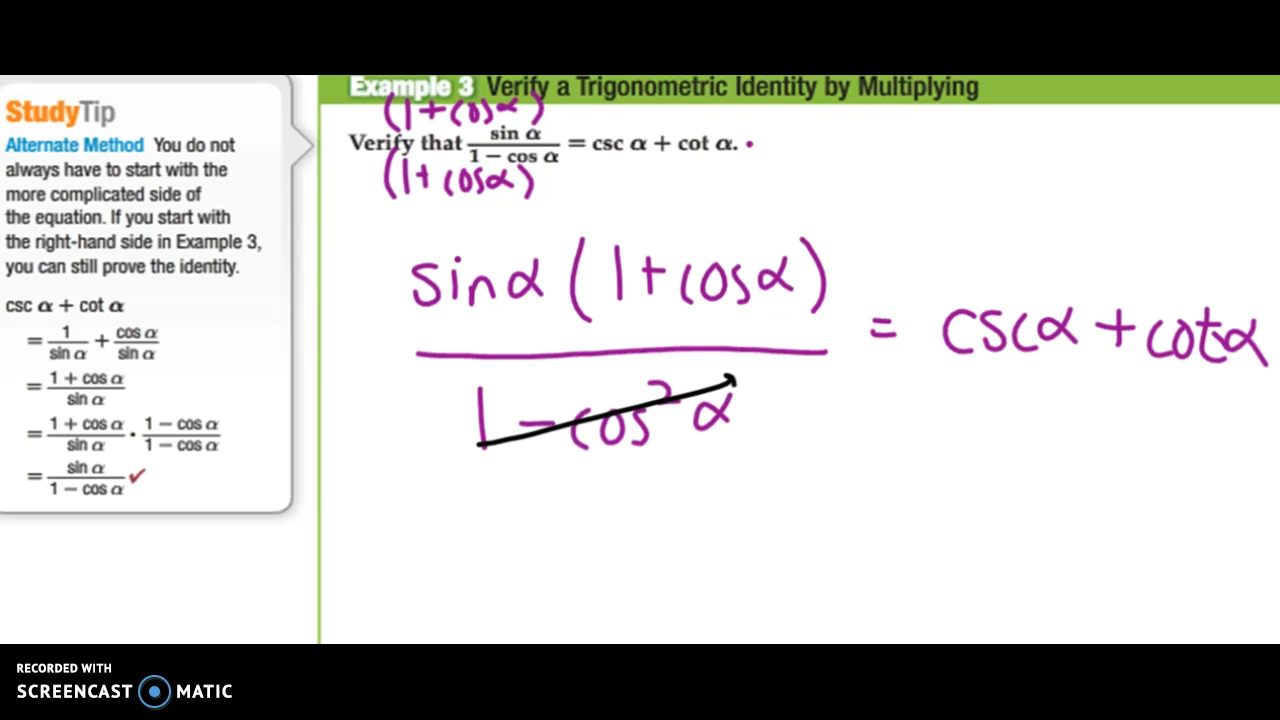 Example 3 Verify a Trigonometric Identity by Multiplying
StudyTip
Alternate Method You do not
always have to start with the
more complicated side of
the equation. If you start with
the right-hand side in Example 3,
you can still prove the identity.
csc α + cot α
= 1/sin α + cos α/sin α
= 1 + cos α/sin α
= 1 + cos α/sin α · 1 − cos α/1 − cos α
= sin α/1 − cos α ✓
(1 + cos α)
Verify that sin α/1 − cos α = csc α + cot α.
(1 + cos α)
sin α (1 + cos α)
= csc α + cot α
1 − cos² α
RECORDED WITH
SCREENCAST MATIC